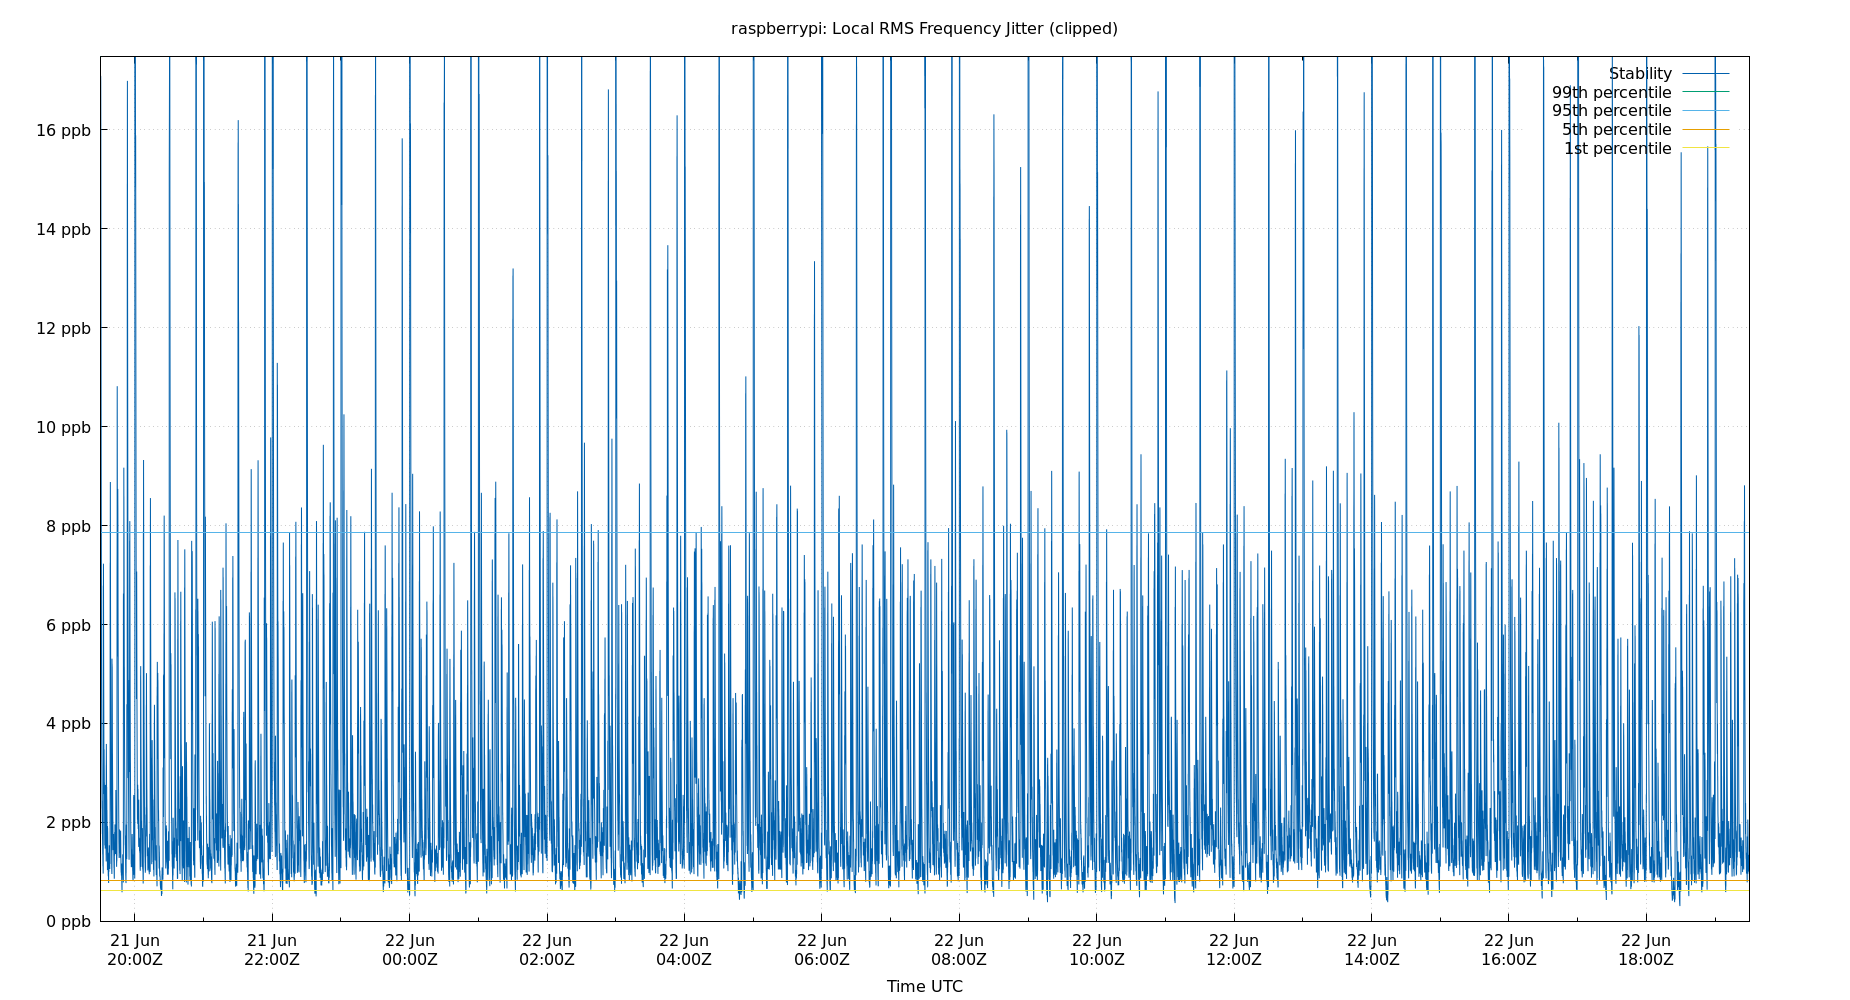 raspberrypi: Local RMS Frequency Jitter (clipped)
Stability
99th percentile
95th percentile
5th percentile
1st percentile
16 ppb
14 ppb
12 ppb
10 ppb
8 ppb
6 ppb
4 ppb
2 ppb
0 ppb
21 Jun 21 Jun 22 Jun 22 Jun 22 Jun 22 Jun 22 Jun 22 Jun 22 Jun 22 Jun 22 Jun 22 Jun
20:00Z 22:00Z 00:00Z 02:00Z 04:00Z 06:00Z 08:00Z 10:00Z 12:00Z 14:00Z 16:00Z 18:00Z
Time UTC